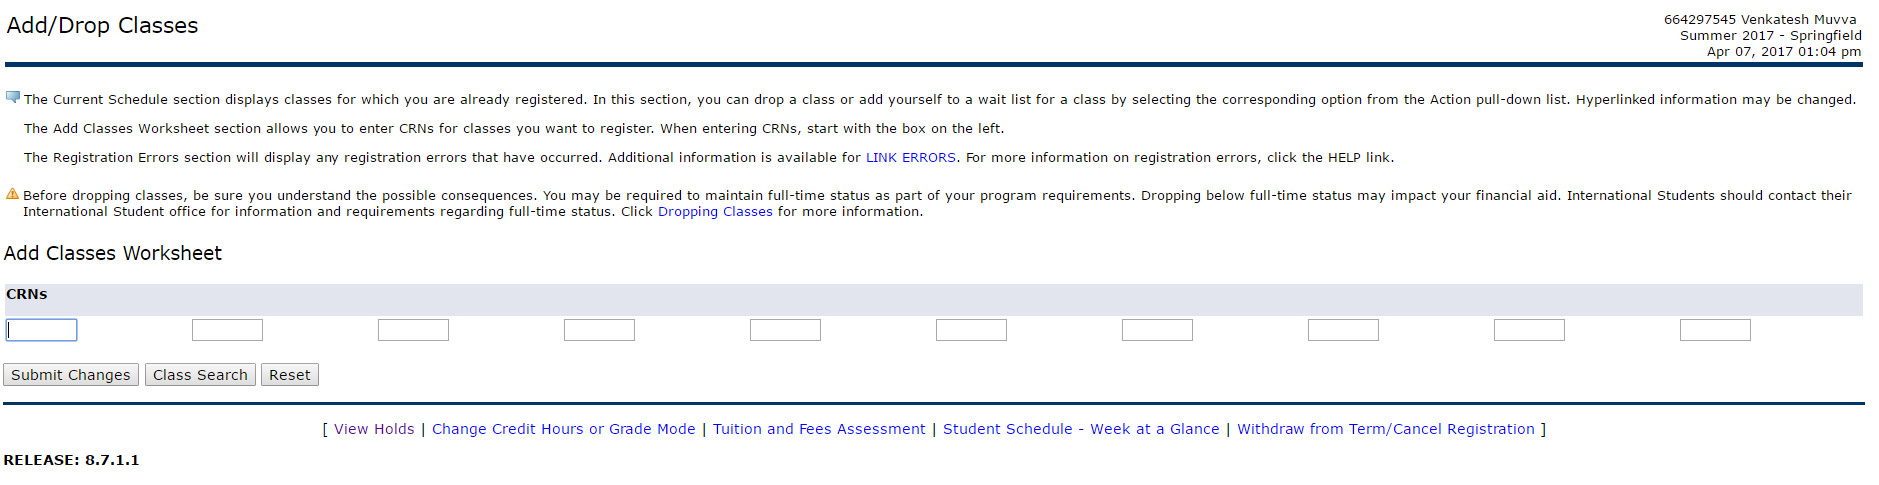 Add/Drop Classes
664297545 Venkatesh Muvva
Summer 2017 - Springfield
Apr 07, 2017 01:04 pm
The Current Schedule section displays classes for which you are already registered. In this section, you can drop a class or add yourself to a wait list for a class by selecting the corresponding option from the Action pull-down list. Hyperlinked information may be changed.
The Add Classes Worksheet section allows you to enter CRNs for classes you want to register. When entering CRNs, start with the box on the left.
The Registration Errors section will display any registration errors that have occurred. Additional information is available for LINK ERRORS. For more information on registration errors, click the HELP link.
Before dropping classes, be sure you understand the possible consequences. You may be required to maintain full-time status as part of your program requirements. Dropping below full-time status may impact your financial aid. International Students should contact their
International Student office for information and requirements regarding full-time status. Click Dropping Classes for more information.
Add Classes Worksheet
CRNs
Submit Changes Class Search Reset
[ View Holds | Change Credit Hours or Grade Mode | Tuition and Fees Assessment | Student Schedule - Week at a Glance | Withdraw from Term/Cancel Registration ]
RELEASE: 8.7.1.1